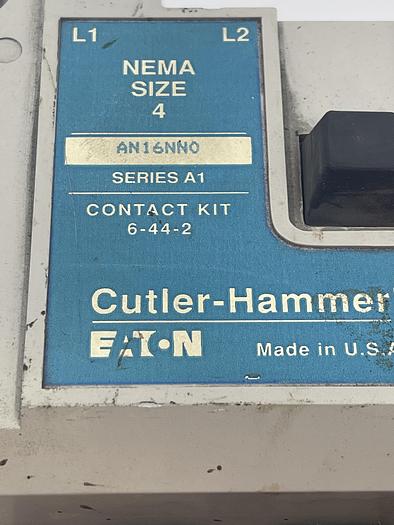 L1 L2
NEMA
SIZE
4
AN16NN0
SERIES A1
CONTACT KIT
6-44-2
Cutler-Hammer
EATON
Made in U.S.A